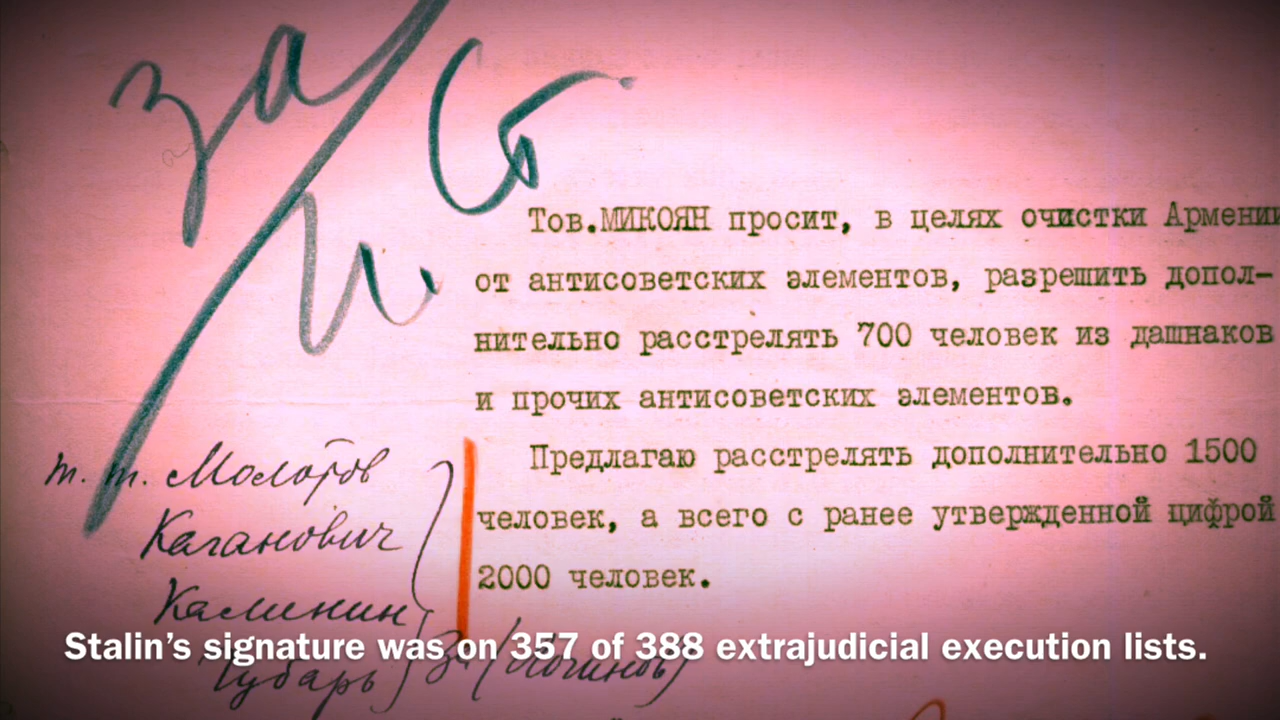 за
И. Ст
Тов.МИКОЯН просит, в целях очистки Армении
от антисоветских элементов, разрешить допол-
нительно расстрелять 700 человек из дашнаков
и прочих антисоветских элементов.
Предлагаю расстрелять дополнительно 1500
человек, а всего с ранее утвержденной цифрой
2000 человек.
т. т. Молотов
Каганович
Калинин
Чубарь
За
Stalin’s signature was on 357 of 388 extrajudicial execution lists.